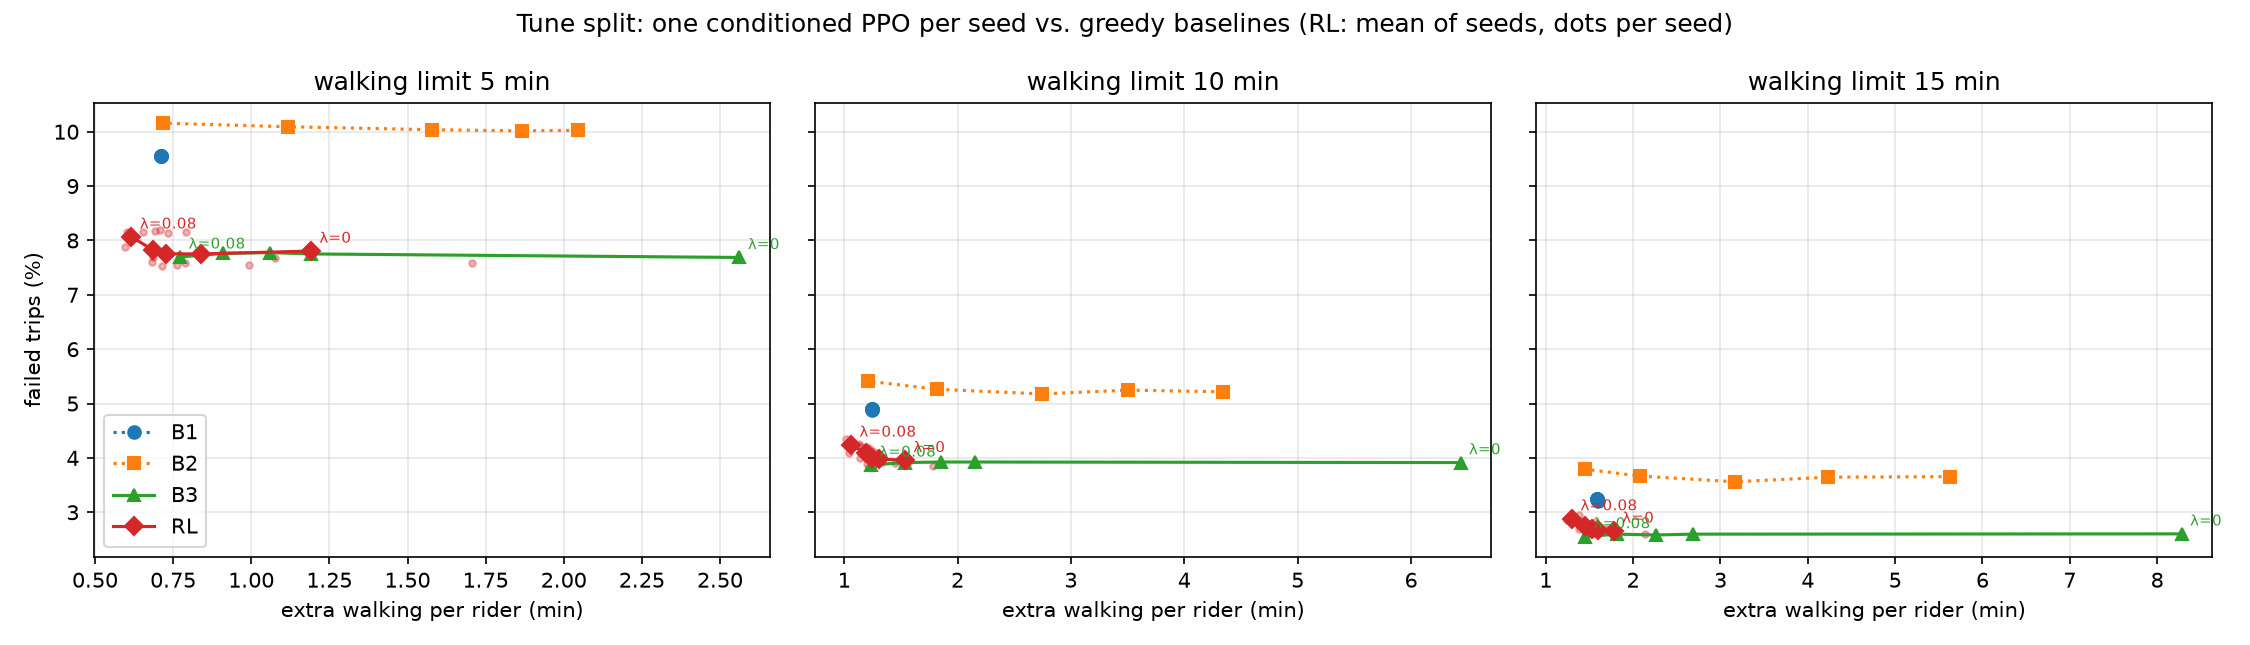 Tune split: one conditioned PPO per seed vs. greedy baselines (RL: mean of seeds, dots per seed)
walking limit 5 min
failed trips (%)
10
9
8
7
6
5
4
3
λ=0.08
λ=0.08
λ=0
λ=0
B1
B2
B3
RL
0.50 0.75 1.00 1.25 1.50 1.75 2.00 2.25 2.50
extra walking per rider (min)
walking limit 10 min
λ=0.08
λ=0.08
λ=0
λ=0
1 2 3 4 5 6
extra walking per rider (min)
walking limit 15 min
λ=0.08
λ=0.08
λ=0
λ=0
1 2 3 4 5 6 7 8
extra walking per rider (min)